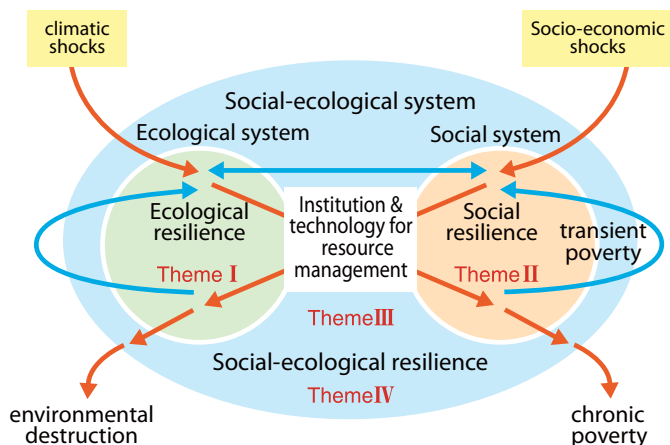 climatic
shocks
Socio-economic
shocks
Social-ecological system
Ecological system
Social system
Ecological
resilience
Institution &
technology for
resource
management
Social
resilience
transient
poverty
Theme I
Theme II
Theme III
Social-ecological resilience
Theme IV
environmental
destruction
chronic
poverty